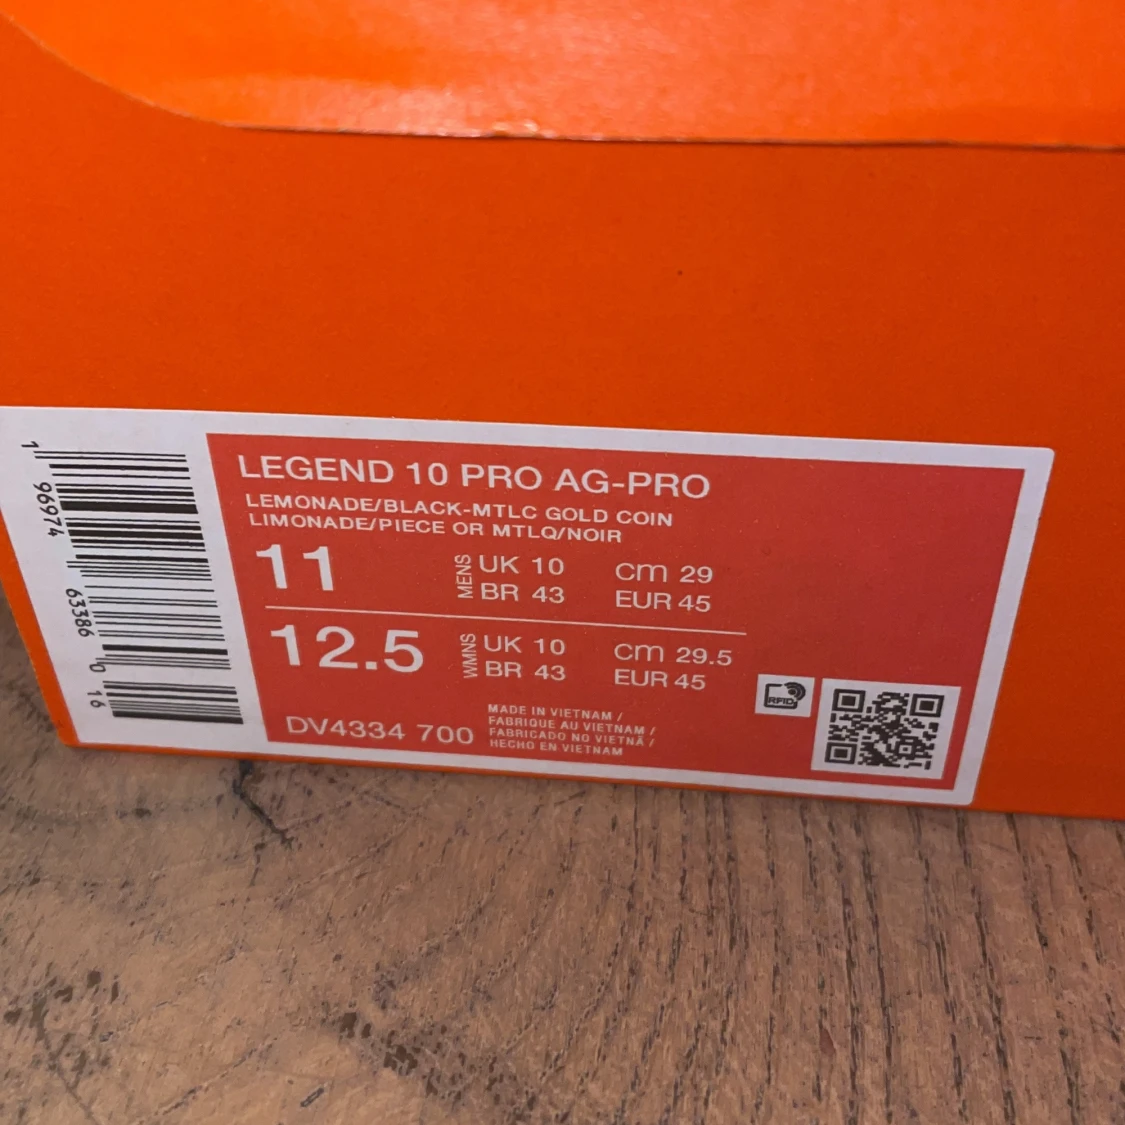 LEGEND 10 PRO AG-PRO
LEMONADE/BLACK-MTLC GOLD COIN
LIMONADE/PIECE OR MTLQ/NOIR
11
MENS
UK 10
cm 29
BR 43
EUR 45
12.5
WMNS
UK 10
cm 29.5
BR 43
EUR 45
DV4334 700
MADE IN VIETNAM /
FABRIQUE AU VIETNAM /
FABRICADO NO VIETNÃ /
HECHO EN VIETNAM
RFID
1 96974 63386 0 16